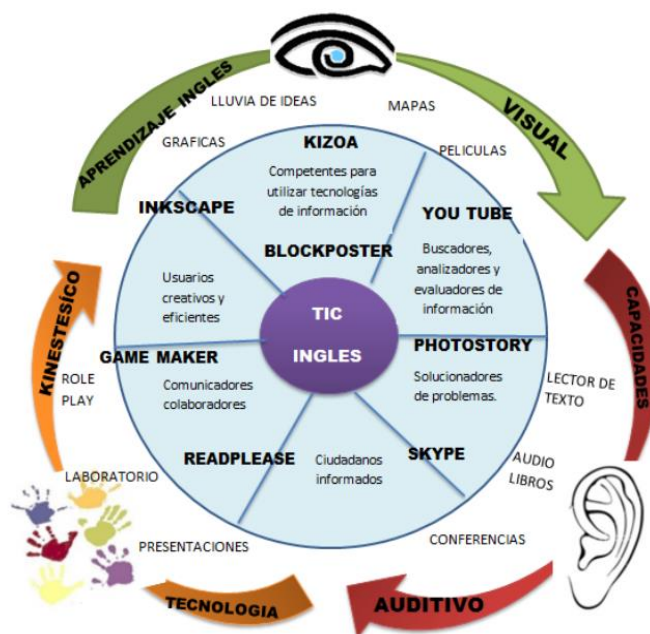 LLUVIA DE IDEAS
MAPAS
APRENDIZAJE INGLES
VISUAL
GRAFICAS
KIZOA
PELICULAS
Competentes para
utilizar tecnologías
de información
INKSCAPE
YOU TUBE
BLOCKPOSTER
Buscadores,
analizadores y
evaluadores de
información
Usuarios
creativos y
eficientes
TIC
INGLES
KINESTESÍCO
CAPACIDADES
GAME MAKER
PHOTOSTORY
ROLE
PLAY
Comunicadores
colaboradores
Solucionadores
de problemas.
LECTOR DE
TEXTO
READPLEASE
Ciudadanos
informados
SKYPE
AUDIO
LIBROS
LABORATORIO
PRESENTACIONES
CONFERENCIAS
TECNOLOGIA
AUDITIVO